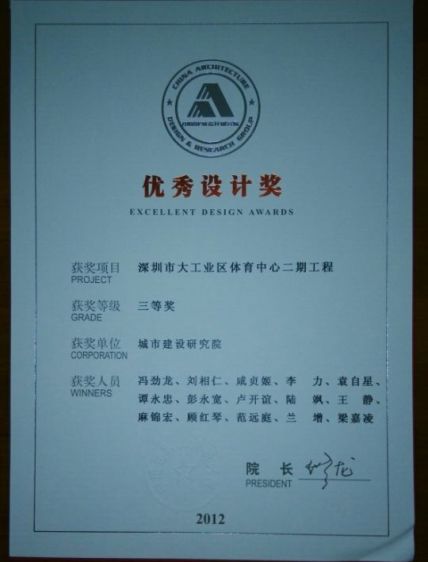 CHINA ARCHITECTURE
DESIGN & RESEARCH GROUP
优秀设计奖
EXCELLENT DESIGN AWARDS
获奖项目 深圳市大工业区体育中心二期工程
PROJECT
获奖等级 三等奖
GRADE
获奖单位 城市建设研究院
CORPORATION
获奖人员 冯劲龙、刘相仁、咸贞姬、李 力、袁自星、
WINNERS
谭永忠、彭永宽、卢开谊、陆 飒、王 静、
麻锦宏、顾红琴、范远庭、兰 增、梁嘉凌
院 长
PRESIDENT
2012